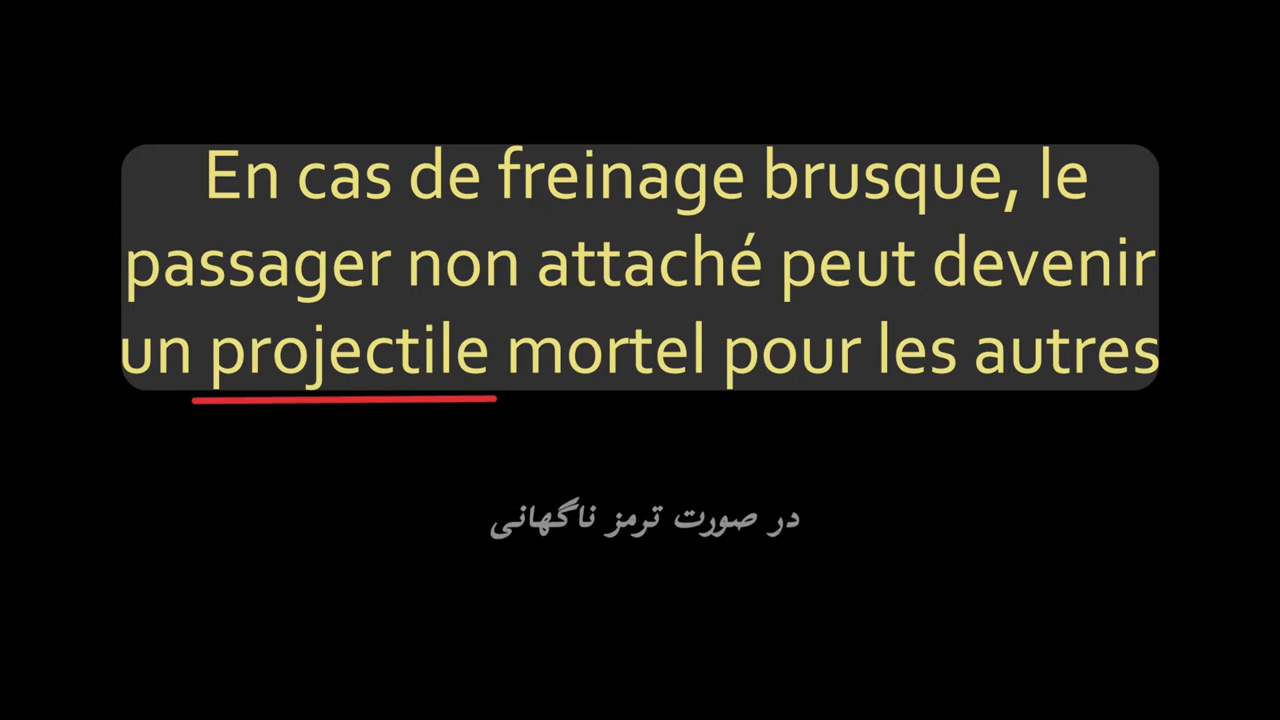 En cas de freinage brusque, le
passager non attaché peut devenir
un projectile mortel pour les autres
در صورت ترمز ناگهانی